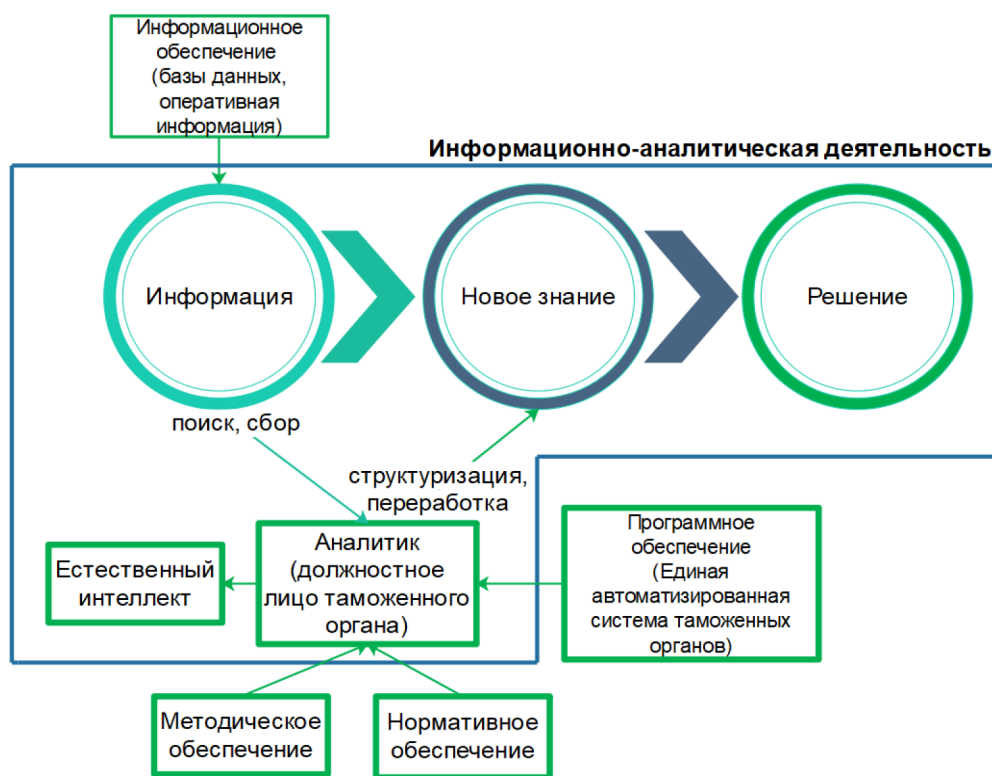 Информационное
обеспечение
(базы данных,
оперативная
информация)
Информационно-аналитическая деятельность
Информация
Новое знание
Решение
поиск, сбор
структуризация,
переработка
Естественный
интеллект
Аналитик
(должностное
лицо таможенного
органа)
Программное
обеспечение
(Единая
автоматизированная
система таможенных
органов)
Методическое
обеспечение
Нормативное
обеспечение